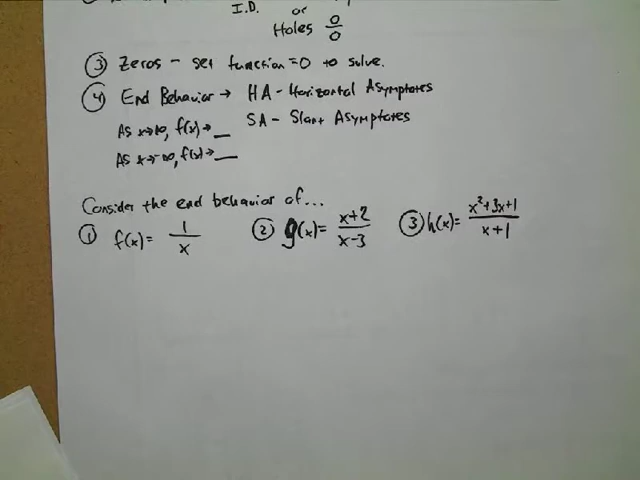 I.D. or
Holes 0/0
③ Zeros - set function = 0 to solve.
④ End Behavior → HA - Horizontal Asymptotes
As x→∞, f(x)→__ SA - Slant Asymptotes
As x→-∞, f(x)→__
Consider the end behavior of...
① f(x) = 1/x ② g(x) = x+2/x-3 ③ h(x) = x²+3x+1/x+1